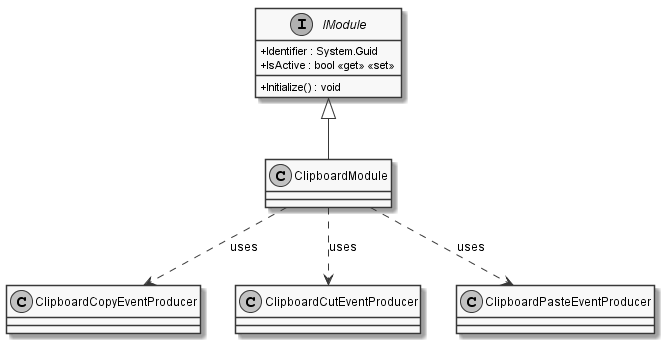 I IModule
+Identifier : System.Guid
+IsActive : bool «get» «set»
+Initialize() : void
C ClipboardModule
uses
uses
uses
C ClipboardCopyEventProducer
C ClipboardCutEventProducer
C ClipboardPasteEventProducer